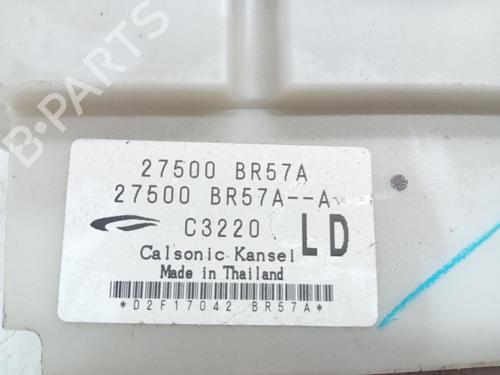 B-PARTS
27500 BR57A
27500 BR57A--A
C3220
LD
Calsonic Kansei
Made in Thailand
*D2F17042 BR57A*